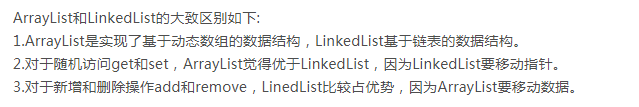 ArrayList和LinkedList的大致区别如下:
1.ArrayList是实现了基于动态数组的数据结构，LinkedList基于链表的数据结构。
2.对于随机访问get和set，ArrayList觉得优于LinkedList，因为LinkedList要移动指针。
3.对于新增和删除操作add和remove，LinedList比较占优势，因为ArrayList要移动数据。